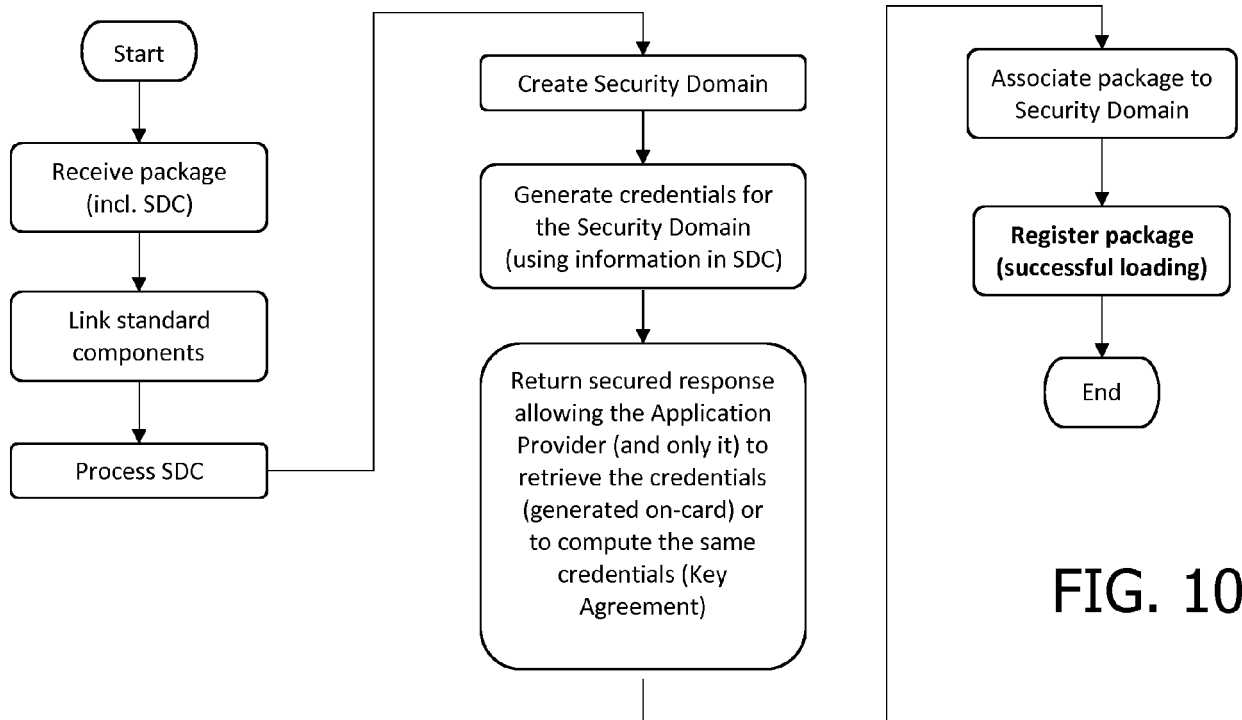 Start
Receive package
(incl. SDC)
Link standard
components
Process SDC
Create Security Domain
Generate credentials for
the Security Domain
(using information in SDC)
Return secured response
allowing the Application
Provider (and only it) to
retrieve the credentials
(generated on-card) or
to compute the same
credentials (Key
Agreement)
Associate package to
Security Domain
Register package
(successful loading)
End
FIG. 10